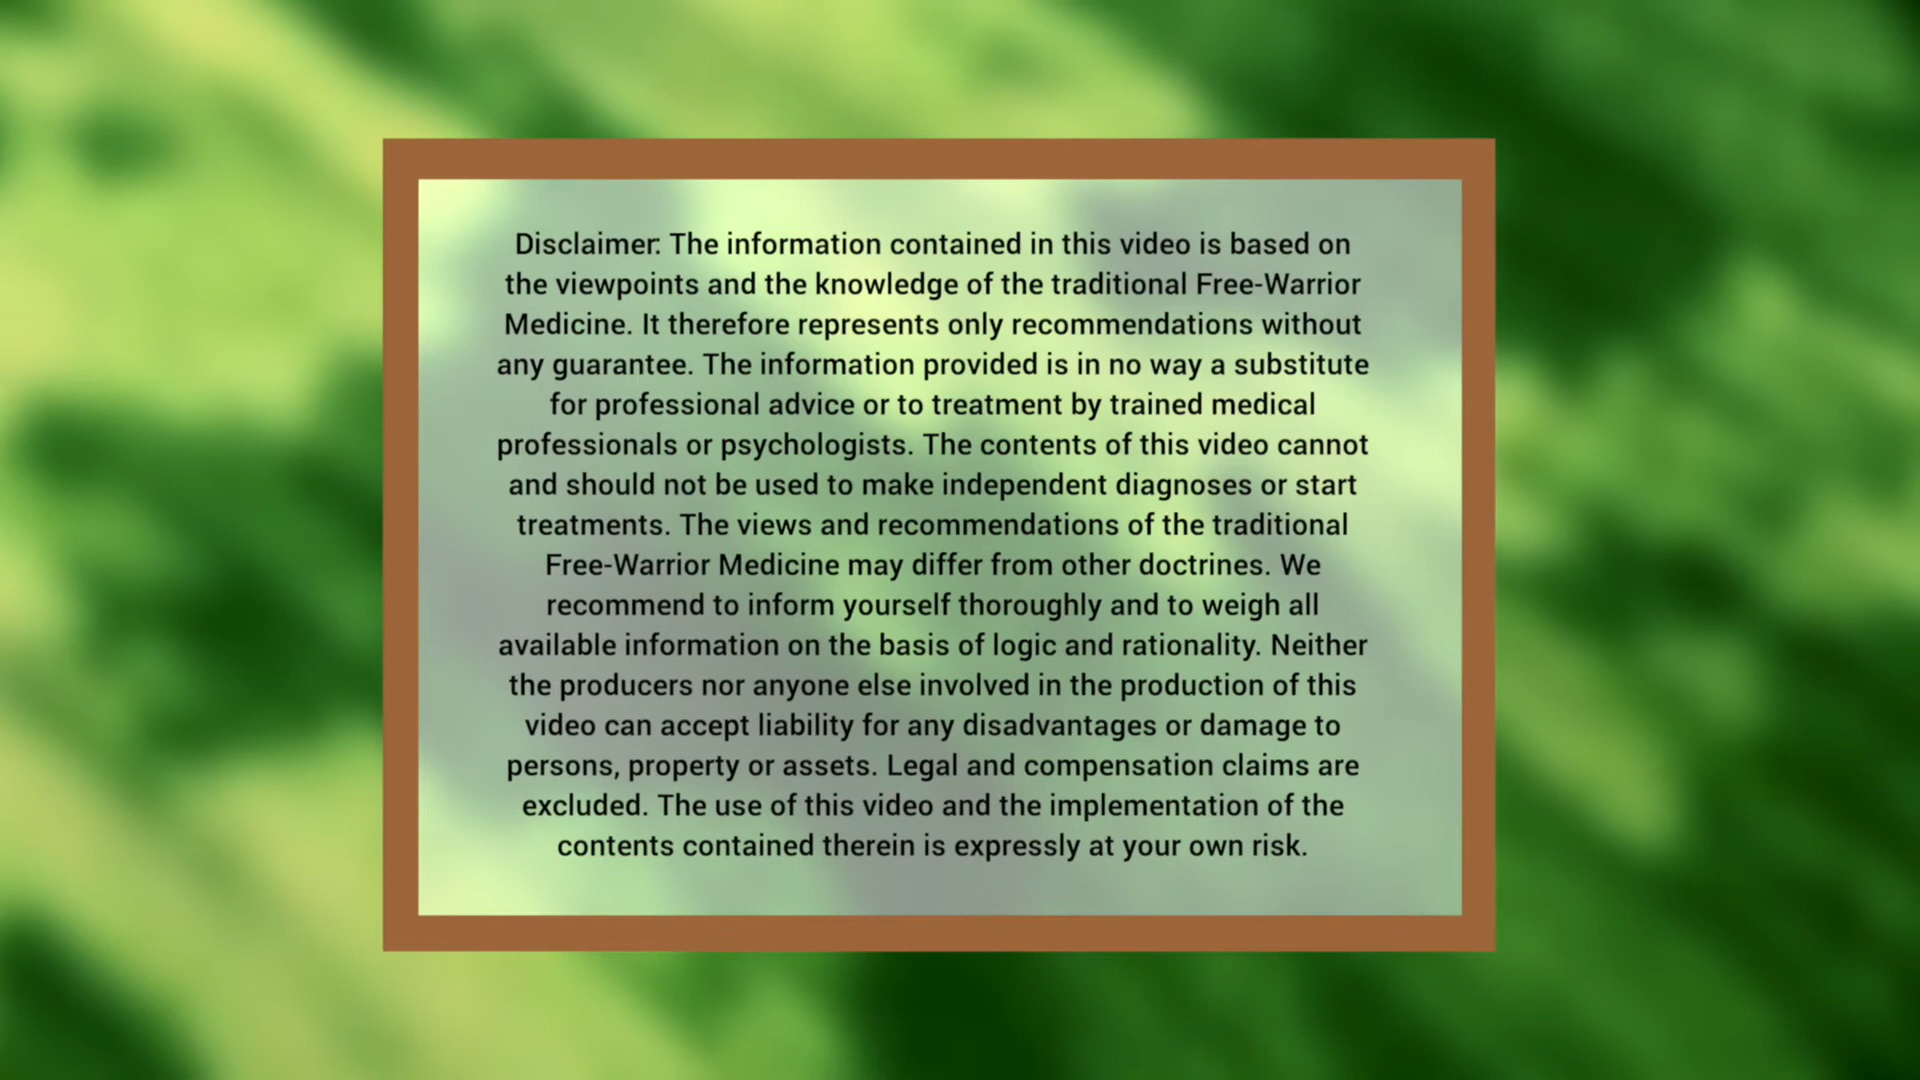 Disclaimer: The information contained in this video is based on
the viewpoints and the knowledge of the traditional Free-Warrior
Medicine. It therefore represents only recommendations without
any guarantee. The information provided is in no way a substitute
for professional advice or to treatment by trained medical
professionals or psychologists. The contents of this video cannot
and should not be used to make independent diagnoses or start
treatments. The views and recommendations of the traditional
Free-Warrior Medicine may differ from other doctrines. We
recommend to inform yourself thoroughly and to weigh all
available information on the basis of logic and rationality. Neither
the producers nor anyone else involved in the production of this
video can accept liability for any disadvantages or damage to
persons, property or assets. Legal and compensation claims are
excluded. The use of this video and the implementation of the
contents contained therein is expressly at your own risk.